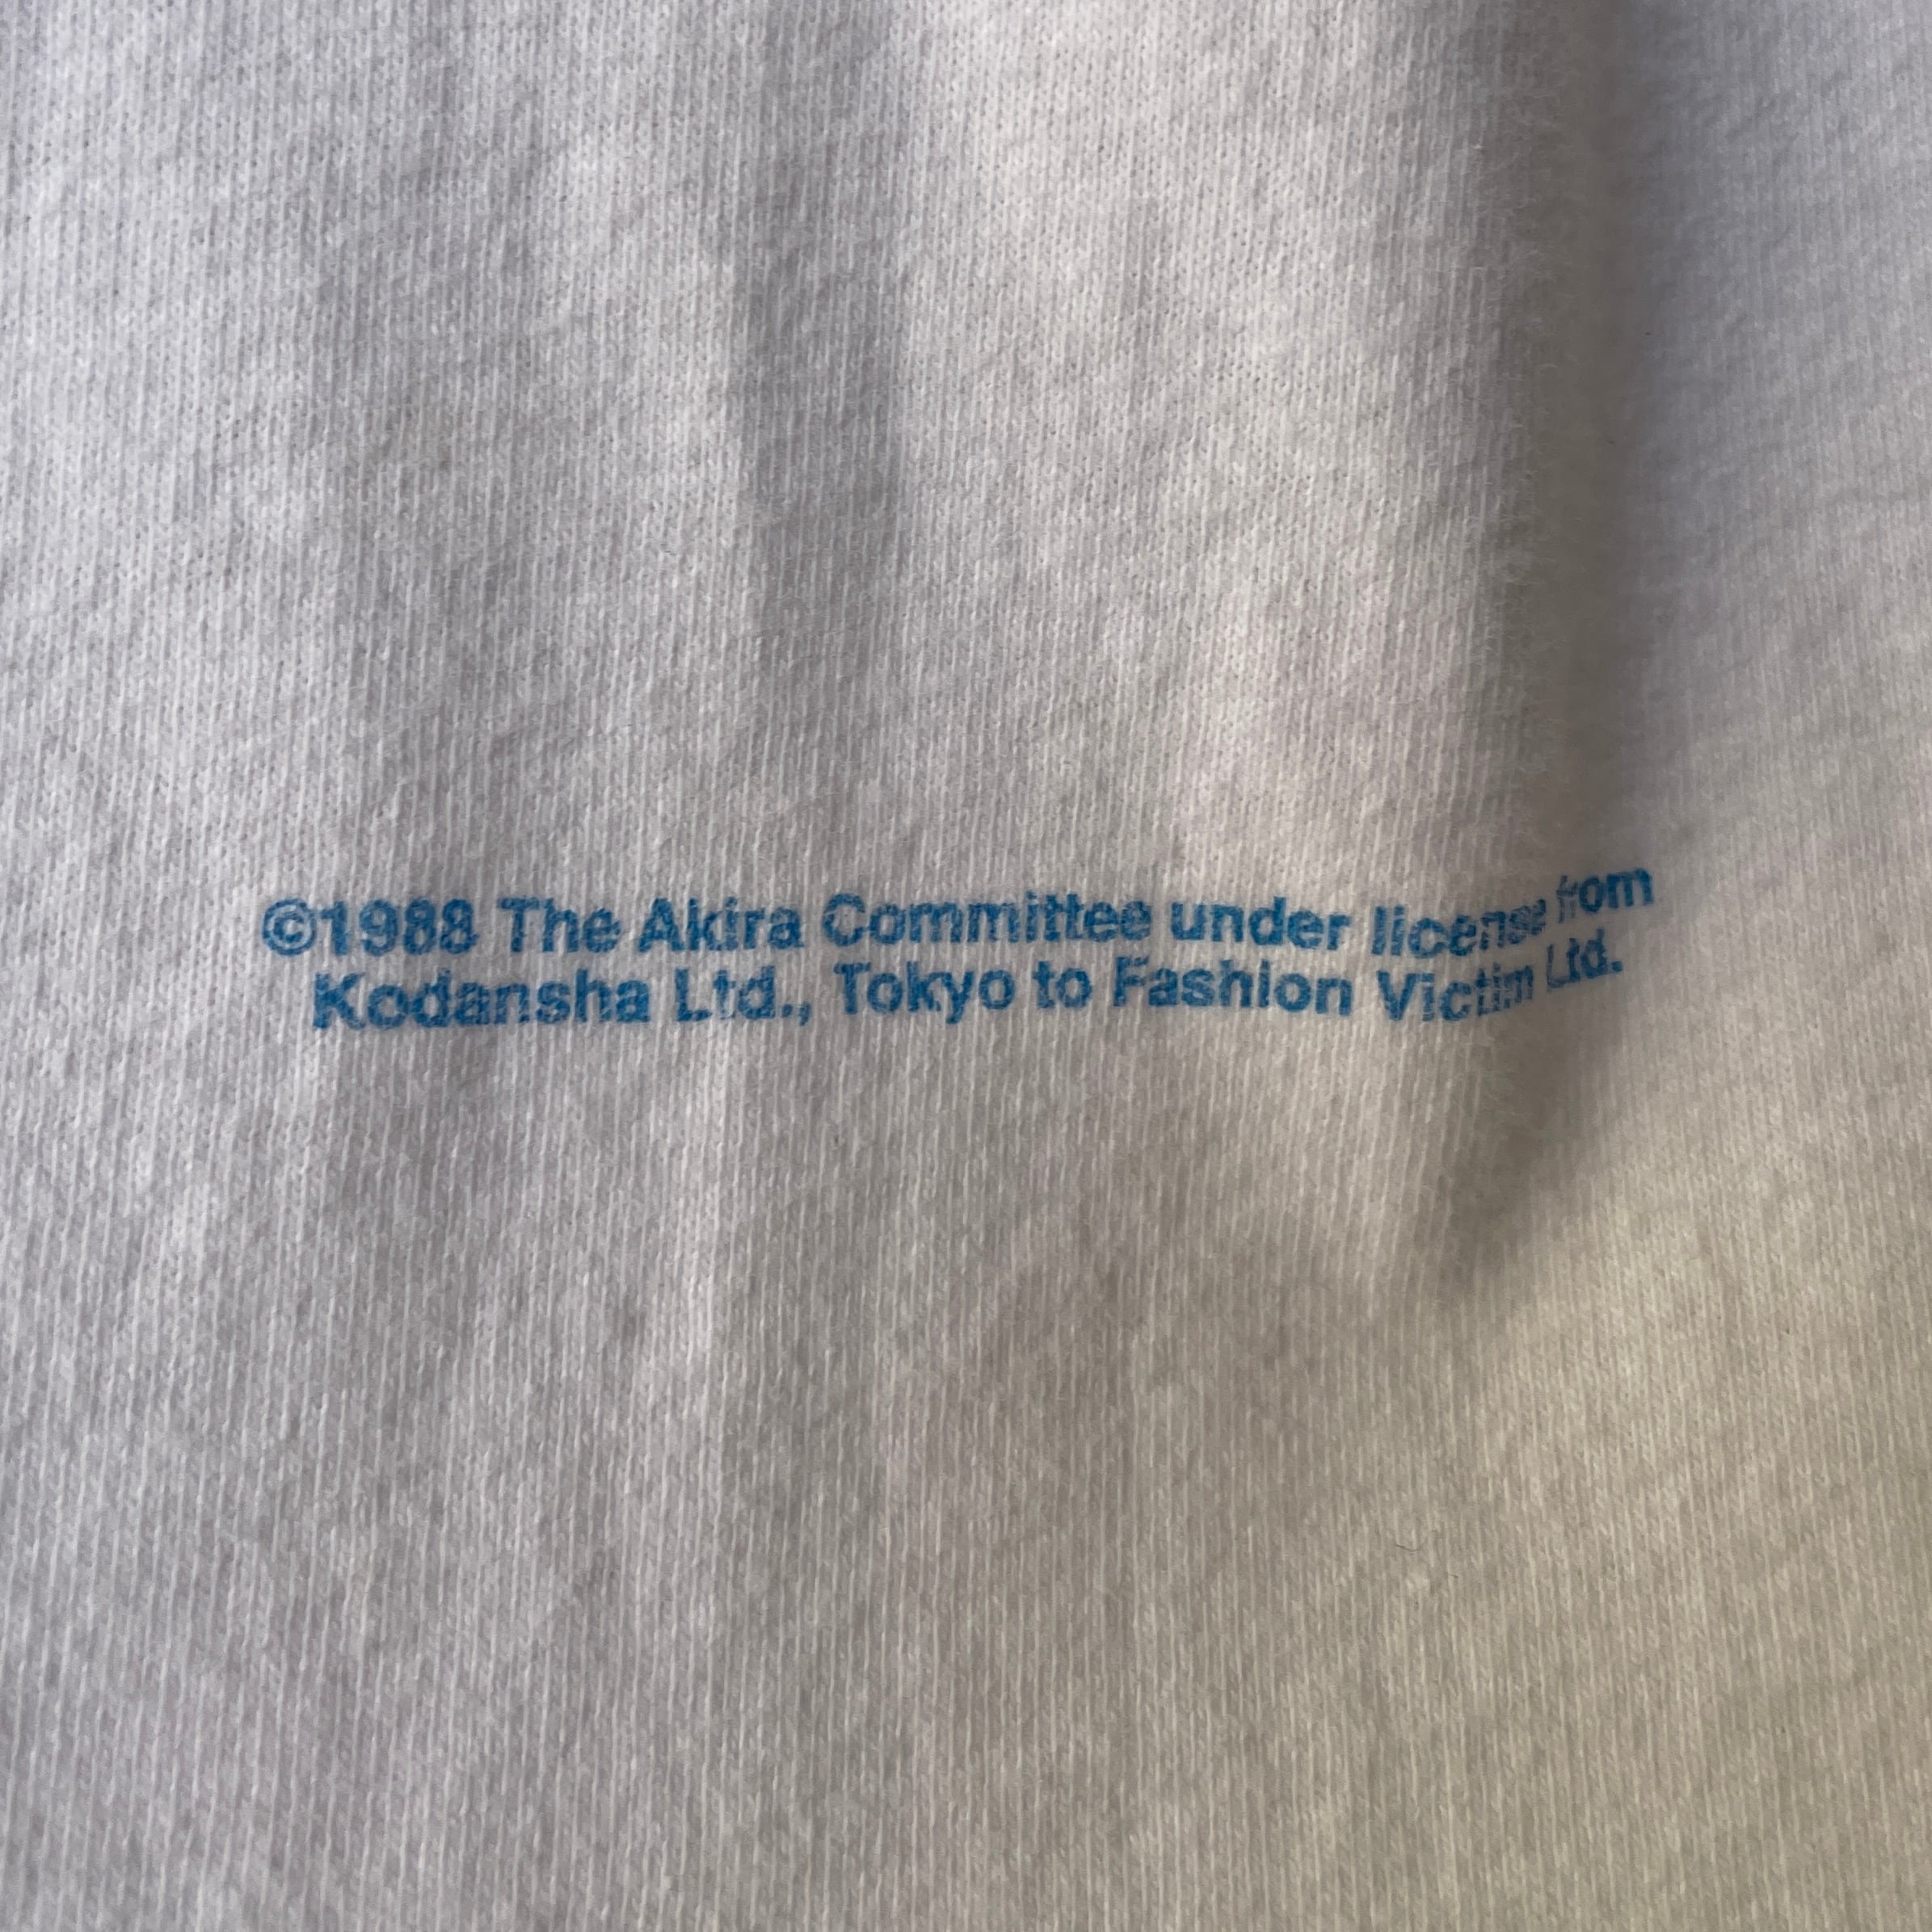 ©1988 The Akira Committee under license from
Kodansha Ltd., Tokyo to Fashion Victim Ltd.